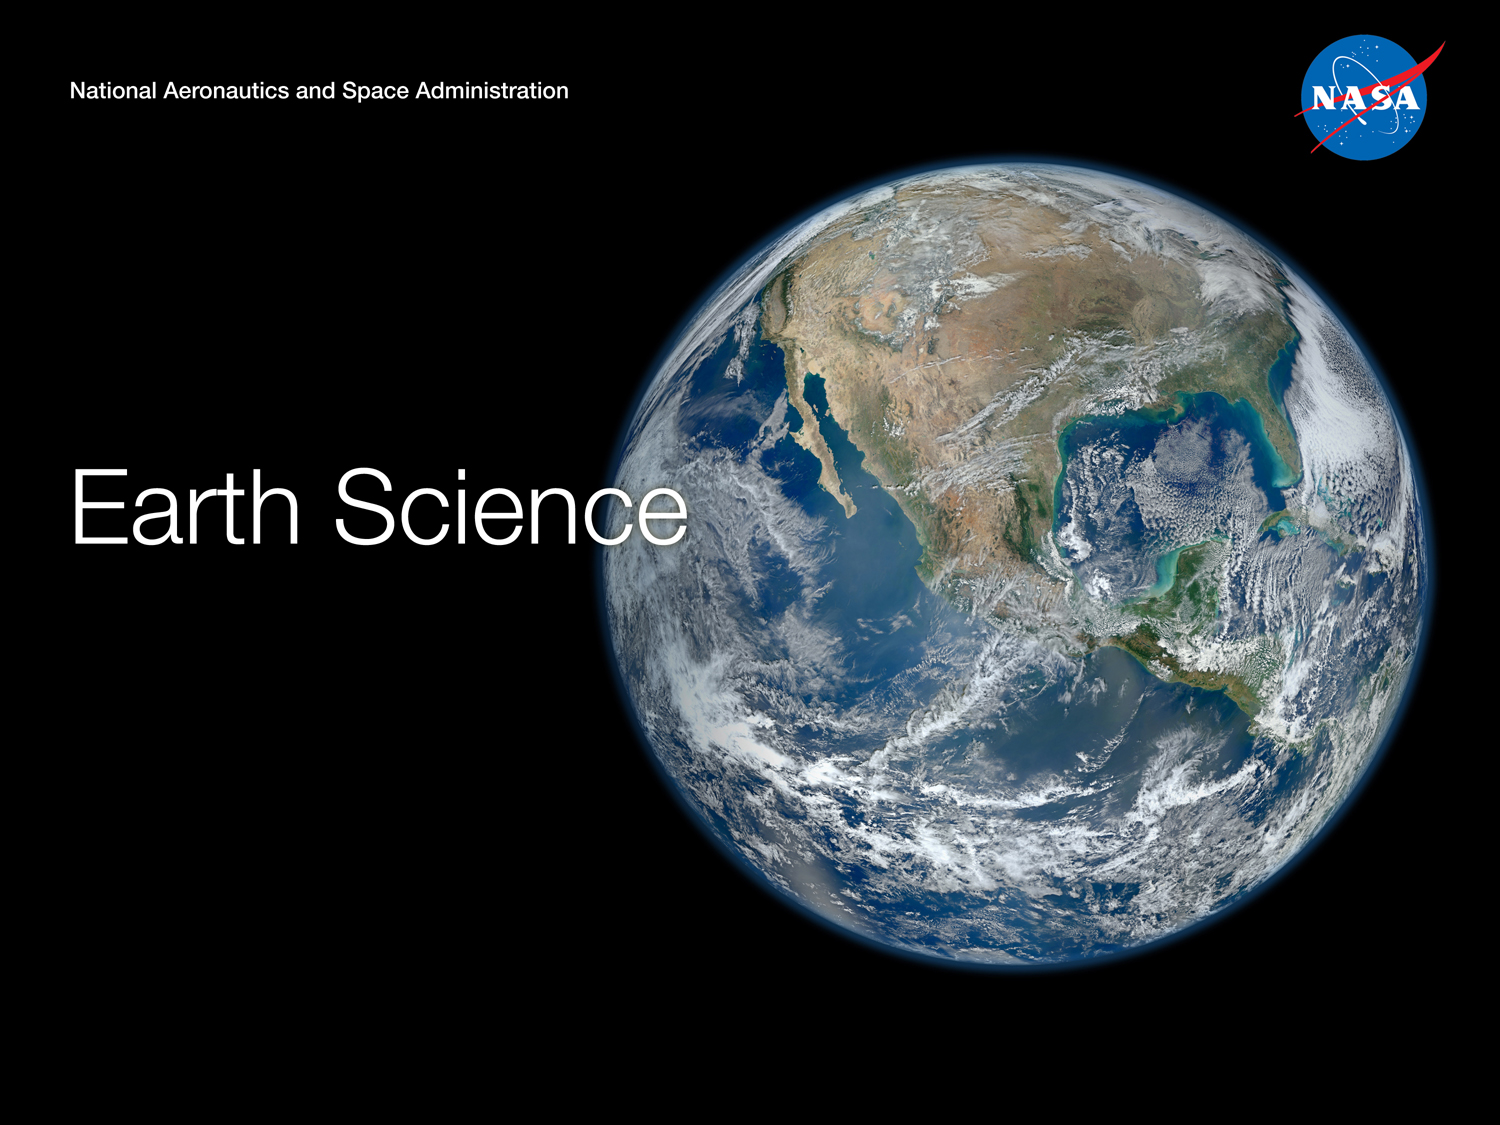 National Aeronautics and Space Administration
NASA
Earth Science